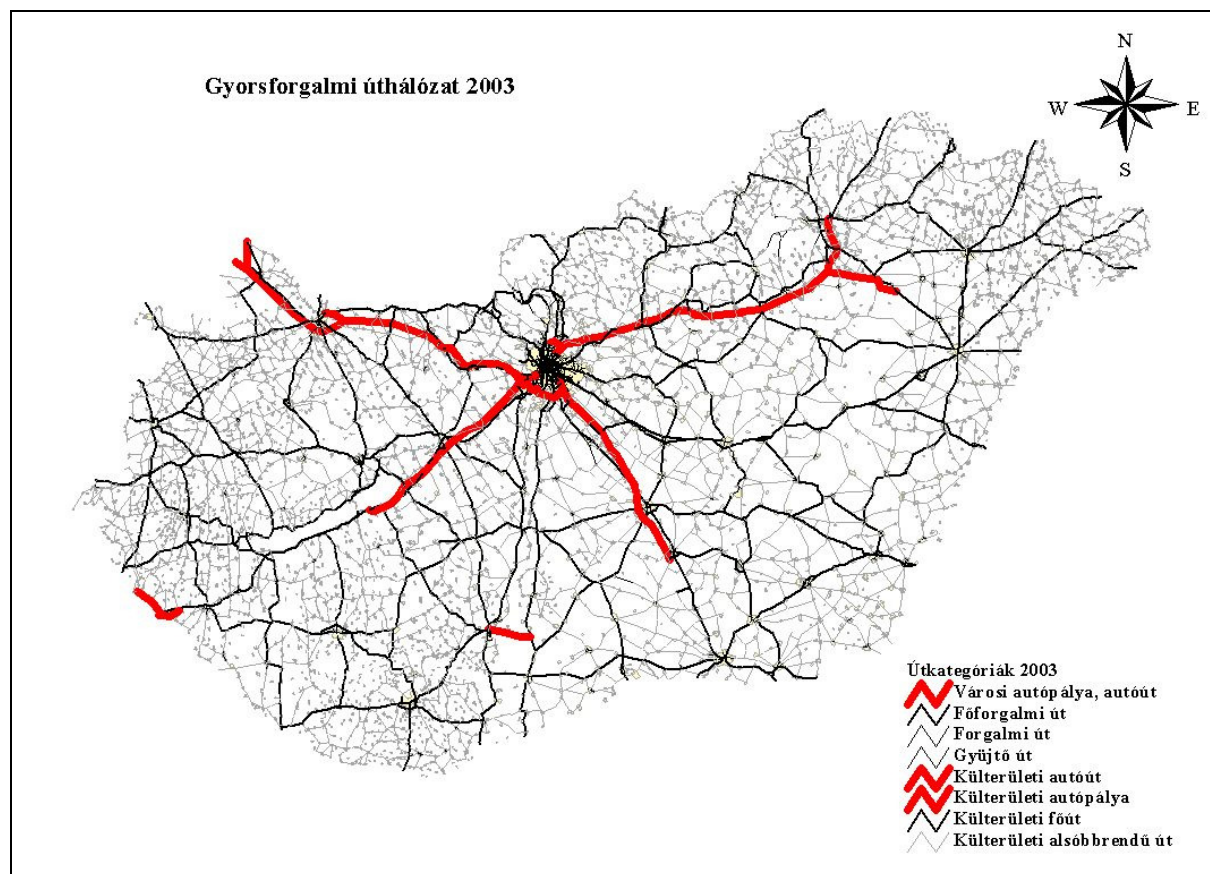 Gyorsforgalmi úthálózat 2003
N
W
E
S
Útkategóriák 2003
Városi autópálya, autóút
Főforgalmi út
Forgalmi út
Gyüjtő út
Külterületi autóút
Külterületi autópálya
Külterületi főút
Külterületi alsóbbrendű út